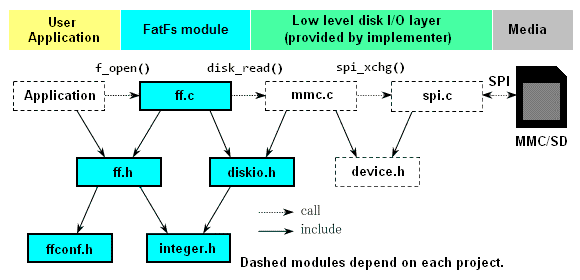 User
Application
FatFs module
Low level disk I/O layer
(provided by implementer)
Media
f_open()
disk_read()
spi_xchg()
Application
ff.c
mmc.c
spi.c
SPI
MMC/SD
ff.h
diskio.h
device.h
call
include
ffconf.h
integer.h
Dashed modules depend on each project.